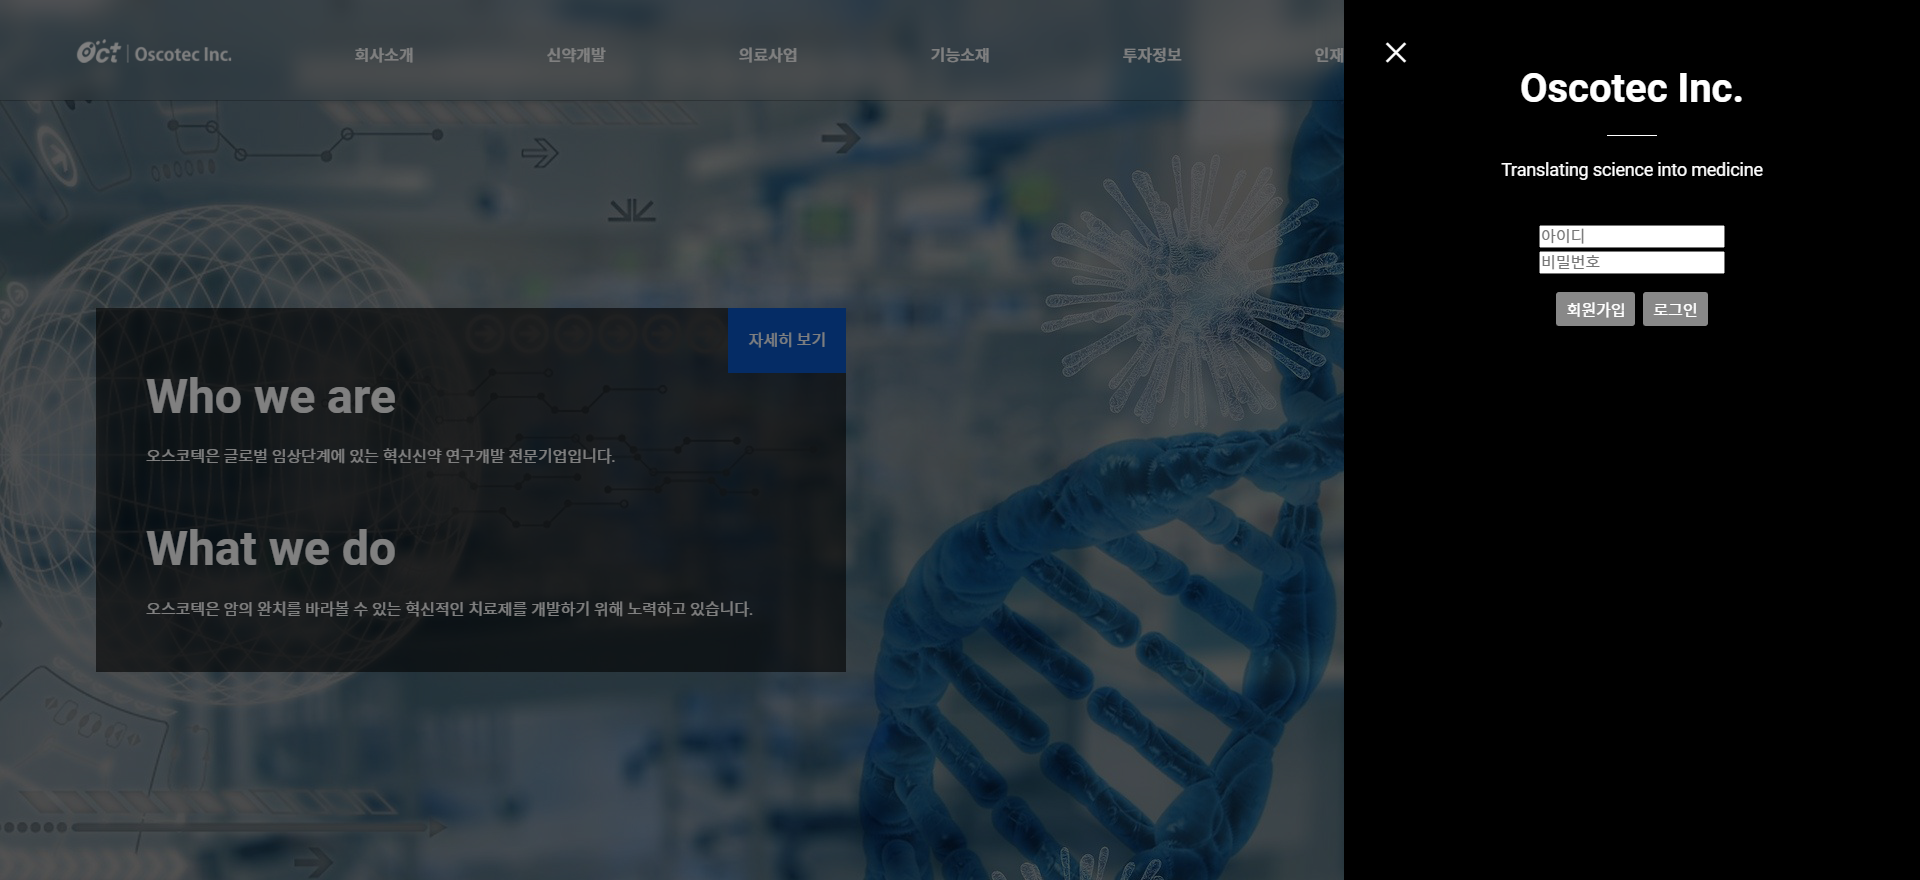 Oct | Oscotec Inc.
회사소개
신약개발
의료사업
기능소재
투자정보
인재
자세히 보기
Who we are
오스코텍은 글로벌 임상단계에 있는 혁신신약 연구개발 전문기업입니다.
What we do
오스코텍은 암의 완치를 바라볼 수 있는 혁신적인 치료제를 개발하기 위해 노력하고 있습니다.
Oscotec Inc.
Translating science into medicine
아이디
비밀번호
회원가입
로그인